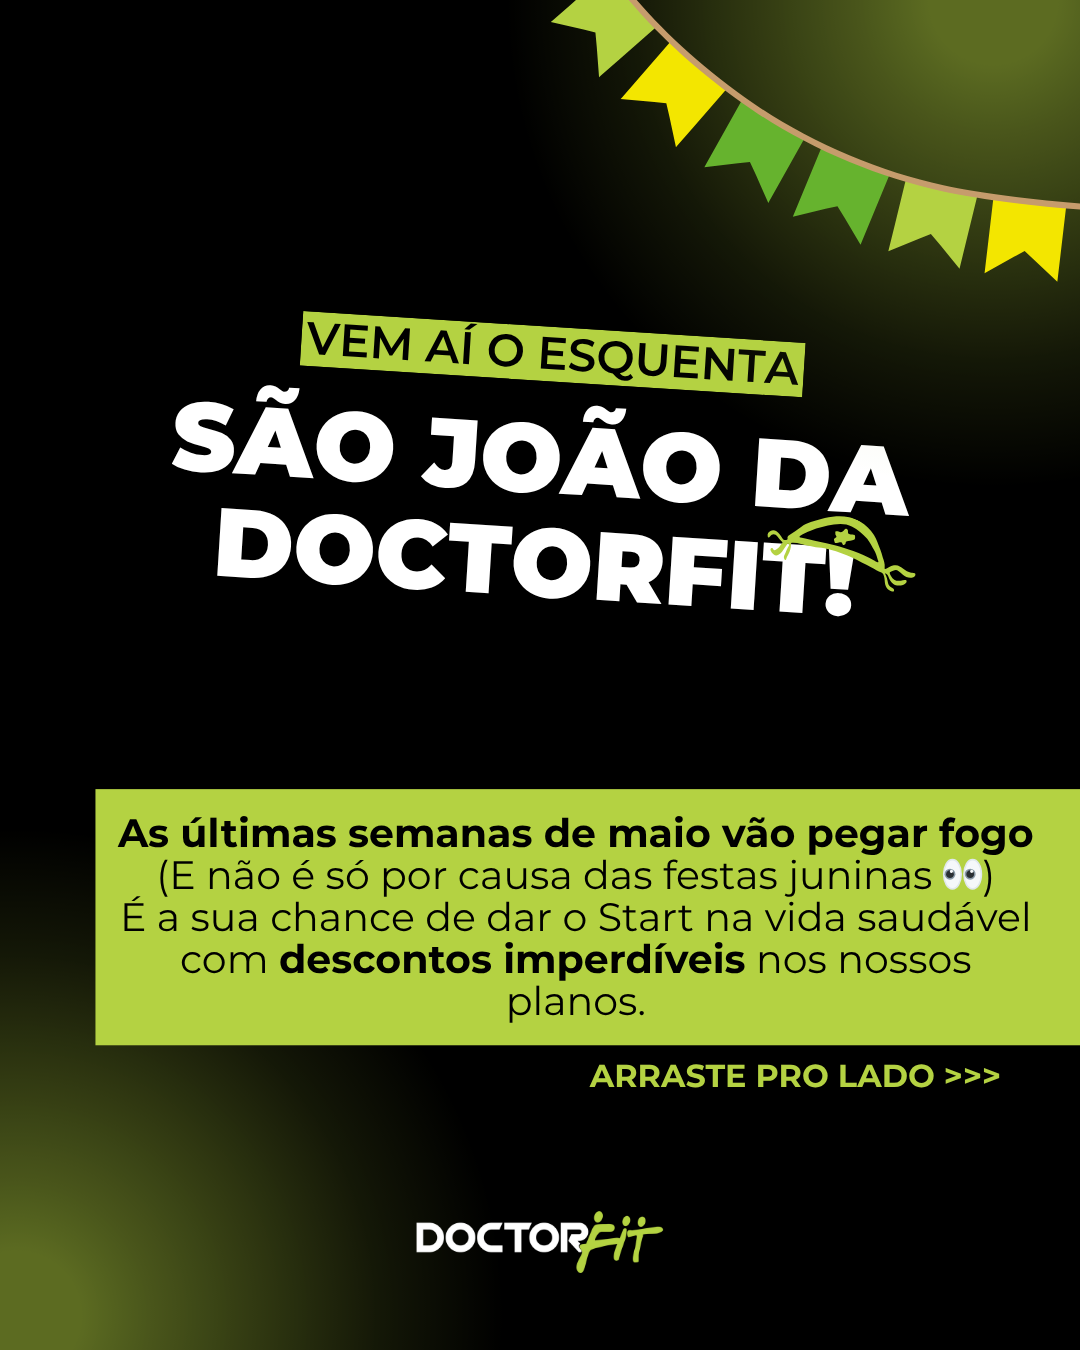 VEM AÍ O ESQUENTA
SÃO JOÃO DA
DOCTORFIT!
As últimas semanas de maio vão pegar fogo
(E não é só por causa das festas juninas 👀)
É a sua chance de dar o Start na vida saudável
com descontos imperdíveis nos nossos
planos.
ARRASTE PRO LADO >>>
DOCTORFIT